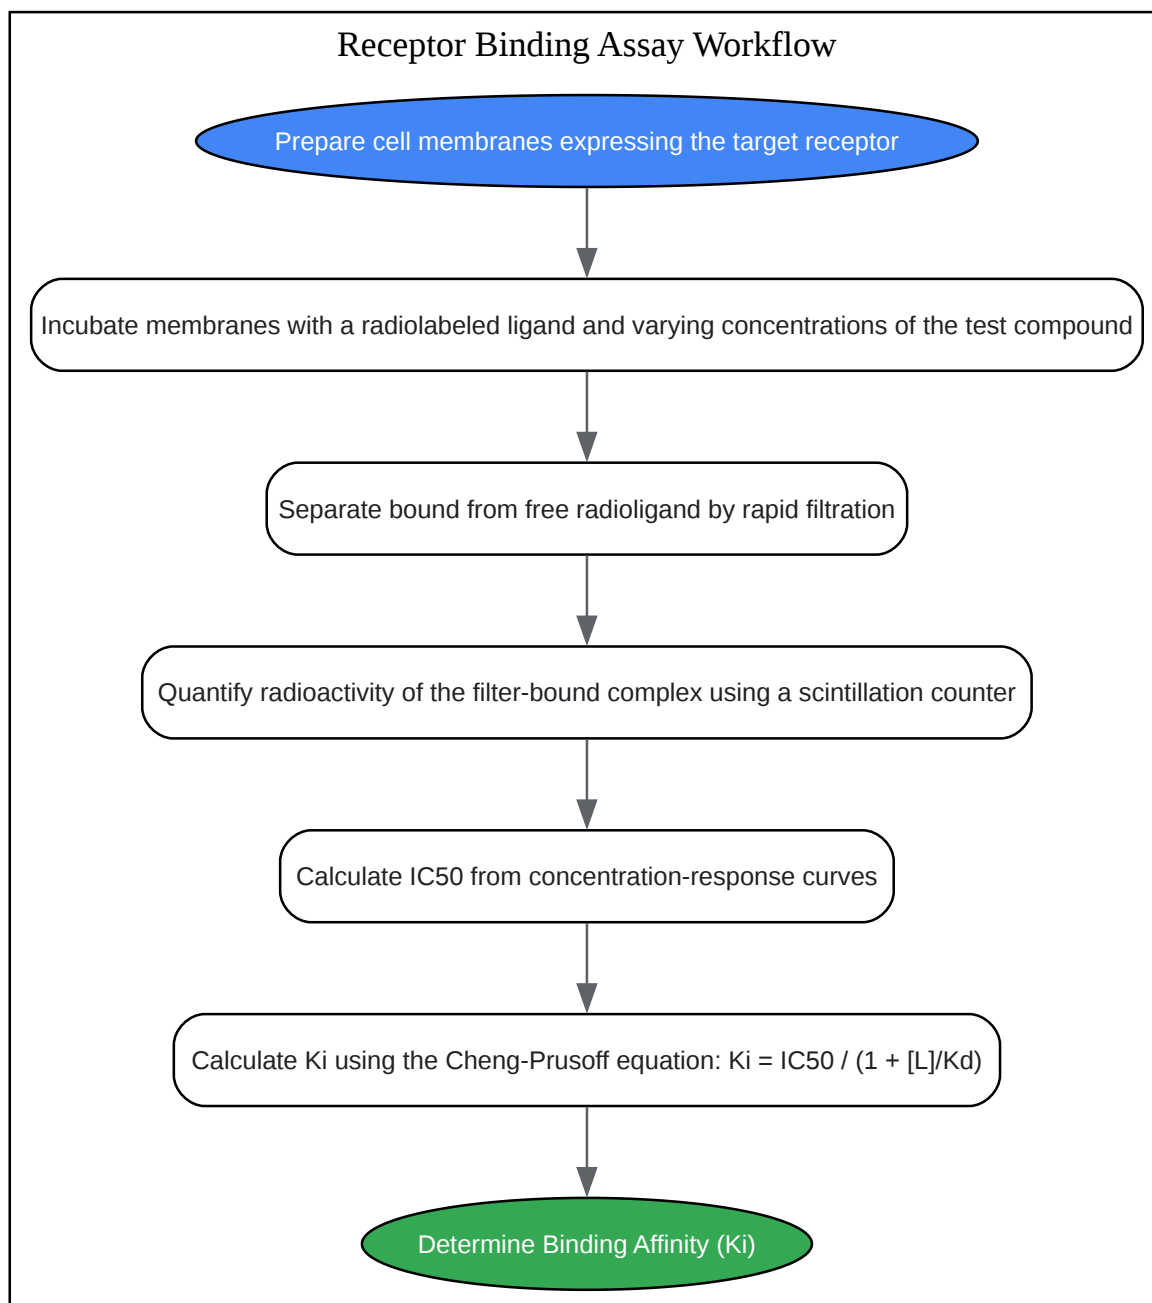 Receptor Binding Assay Workflow
Prepare cell membranes expressing the target receptor
Incubate membranes with a radiolabeled ligand and varying concentrations of the test compound
Separate bound from free radioligand by rapid filtration
Quantify radioactivity of the filter-bound complex using a scintillation counter
Calculate IC50 from concentration-response curves
Calculate Ki using the Cheng-Prusoff equation: Ki = IC50 / (1 + [L]/Kd)
Determine Binding Affinity (Ki)